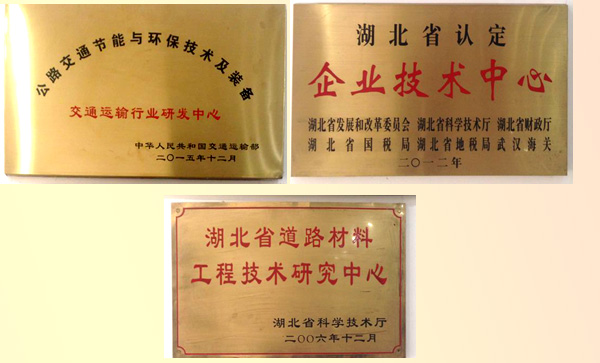 公路交通节能与环保技术及装备
交通运输行业研发中心
中华人民共和国交通运输部
二〇一五年十二月
湖北省认定
企业技术中心
湖北省发展和改革委员会 湖北省科学技术厅 湖北省财政厅
湖北省国税局 湖北省地税局 武汉海关
二〇一二年
湖北省道路材料
工程技术研究中心
湖北省科学技术厅
二〇〇六年十二月